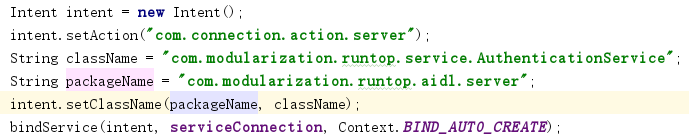 Intent intent = new Intent();
intent.setAction("com.connection.action.server");
String className = "com.modularization.runtop.service.AuthenticationService";
String packageName = "com.modularization.runtop.aidl.server";
intent.setClassName(packageName, className);
bindService(intent, serviceConnection, Context.BIND_AUTO_CREATE);